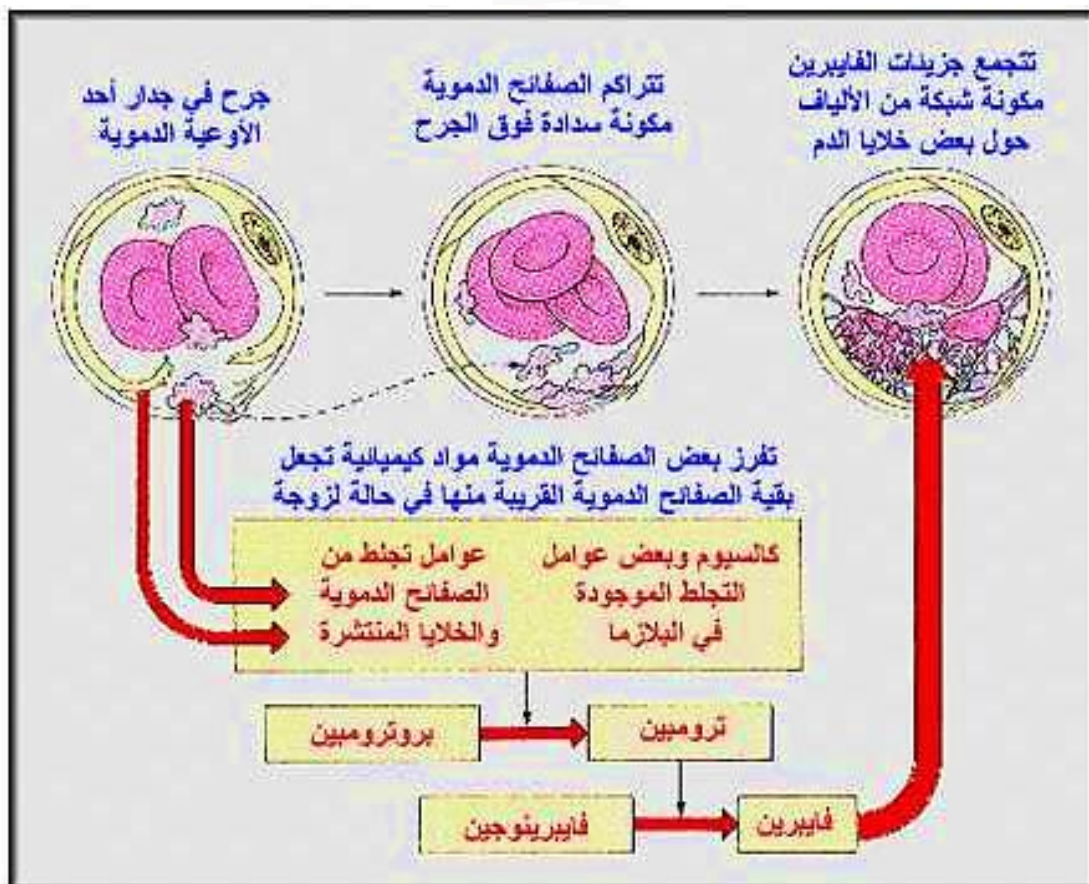 جرح في جدار أحد
الأوعية الدموية
تتراكم الصفائح الدموية
مكونة سدادة فوق الجرح
تتجمع جزيئات الفايبرين
مكونة شبكة من الألياف
حول بعض خلايا الدم
تفرز بعض الصفائح الدموية مواد كيميائية تجعل
بقية الصفائح الدموية القريبة منها في حالة لزوجة
كالسيوم وبعض عوامل
التجلط الموجودة
في البلازما
عوامل تجلط من
الصفائح الدموية
والخلايا المنتشرة
بروترومبين
ترومبين
فايبرينوجين
فايبرين